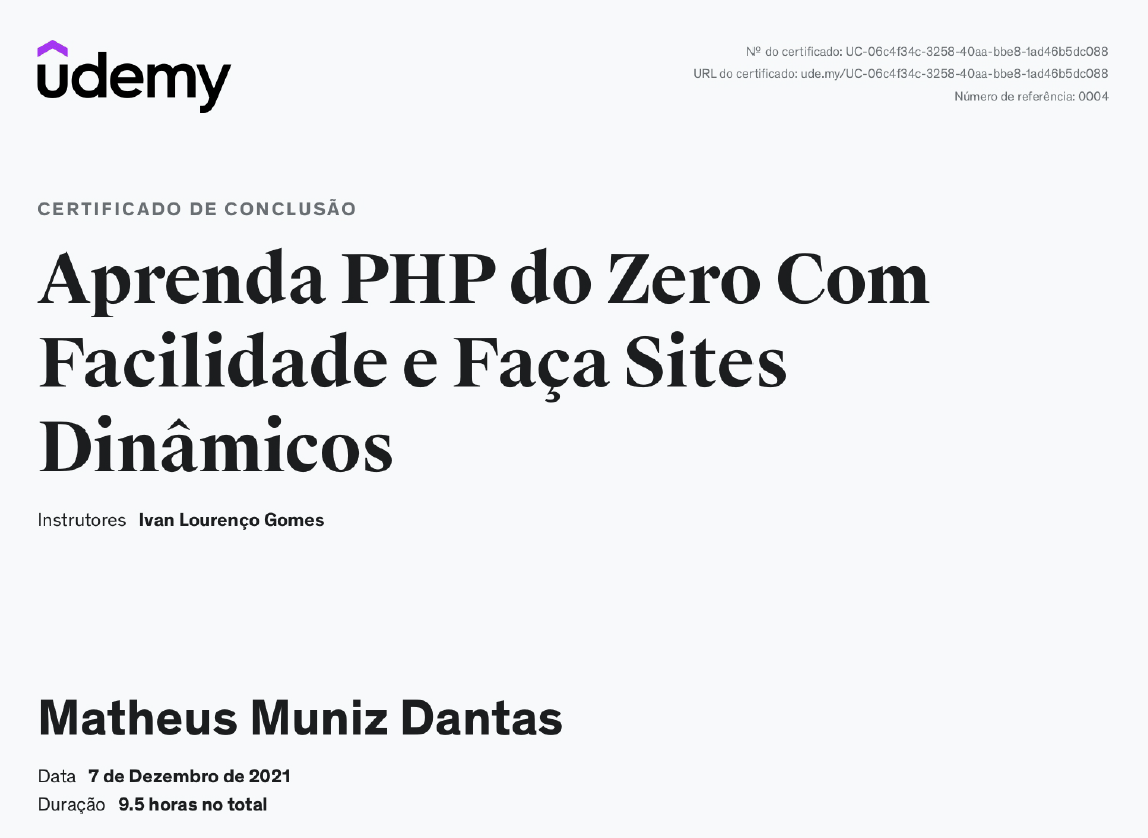 udemy
Nº do certificado: UC-06c4f34c-3258-40aa-bbe8-1ad46b5dc088
URL do certificado: ude.my/UC-06c4f34c-3258-40aa-bbe8-1ad46b5dc088
Número de referência: 0004
CERTIFICADO DE CONCLUSÃO
Aprenda PHP do Zero Com
Facilidade e Faça Sites
Dinâmicos
Instrutores Ivan Lourenço Gomes
Matheus Muniz Dantas
Data 7 de Dezembro de 2021
Duração 9.5 horas no total